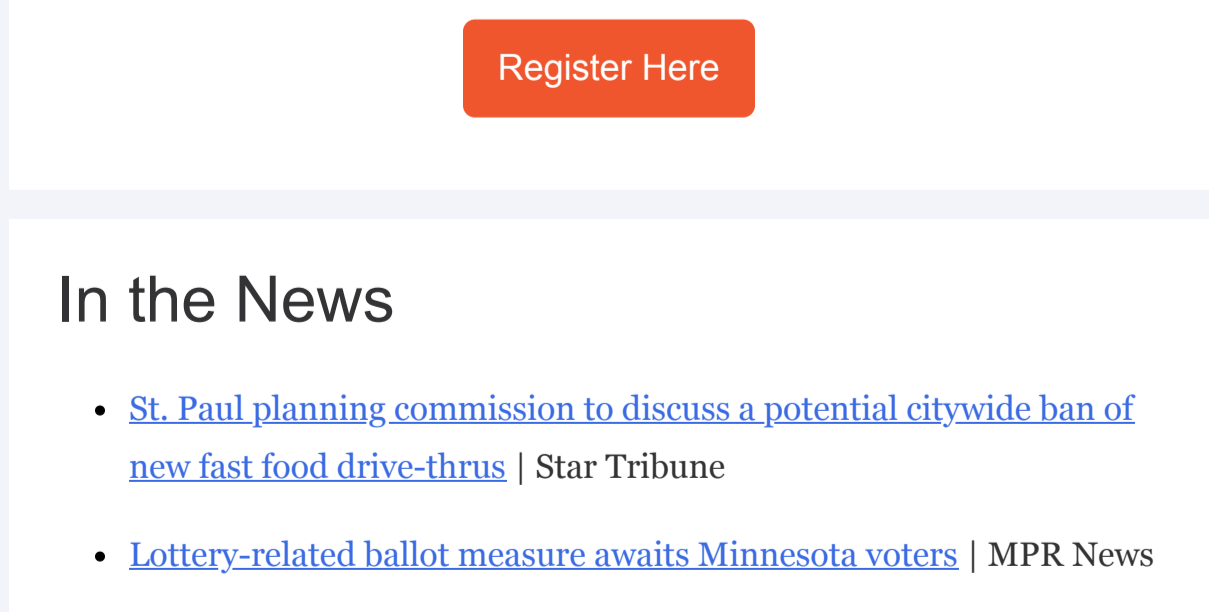 Register Here
In the News
St. Paul planning commission to discuss a potential citywide ban of
new fast food drive-thrus | Star Tribune
Lottery-related ballot measure awaits Minnesota voters | MPR News